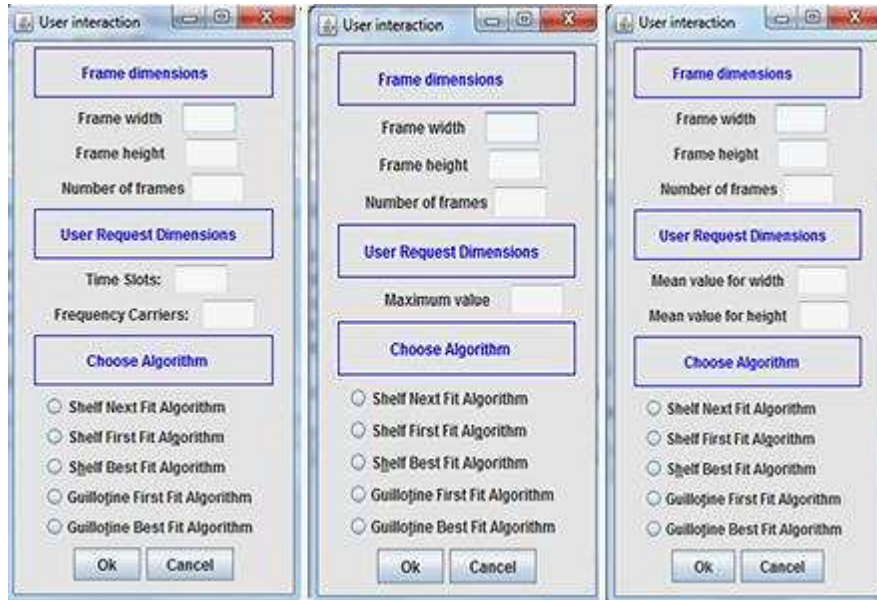 User interaction
Frame dimensions
Frame width
Frame height
Number of frames
User Request Dimensions
Time Slots:
Frequency Carriers:
Choose Algorithm
Shelf Next Fit Algorithm
Shelf First Fit Algorithm
Shelf Best Fit Algorithm
Guillotine First Fit Algorithm
Guillotine Best Fit Algorithm
Ok Cancel
User interaction
Frame dimensions
Frame width
Frame height
Number of frames
User Request Dimensions
Maximum value
Choose Algorithm
Shelf Next Fit Algorithm
Shelf First Fit Algorithm
Shelf Best Fit Algorithm
Guillotine First Fit Algorithm
Guillotine Best Fit Algorithm
Ok Cancel
User interaction
Frame dimensions
Frame width
Frame height
Number of frames
User Request Dimensions
Mean value for width
Mean value for height
Choose Algorithm
Shelf Next Fit Algorithm
Shelf First Fit Algorithm
Shelf Best Fit Algorithm
Guillotine First Fit Algorithm
Guillotine Best Fit Algorithm
Ok Cancel